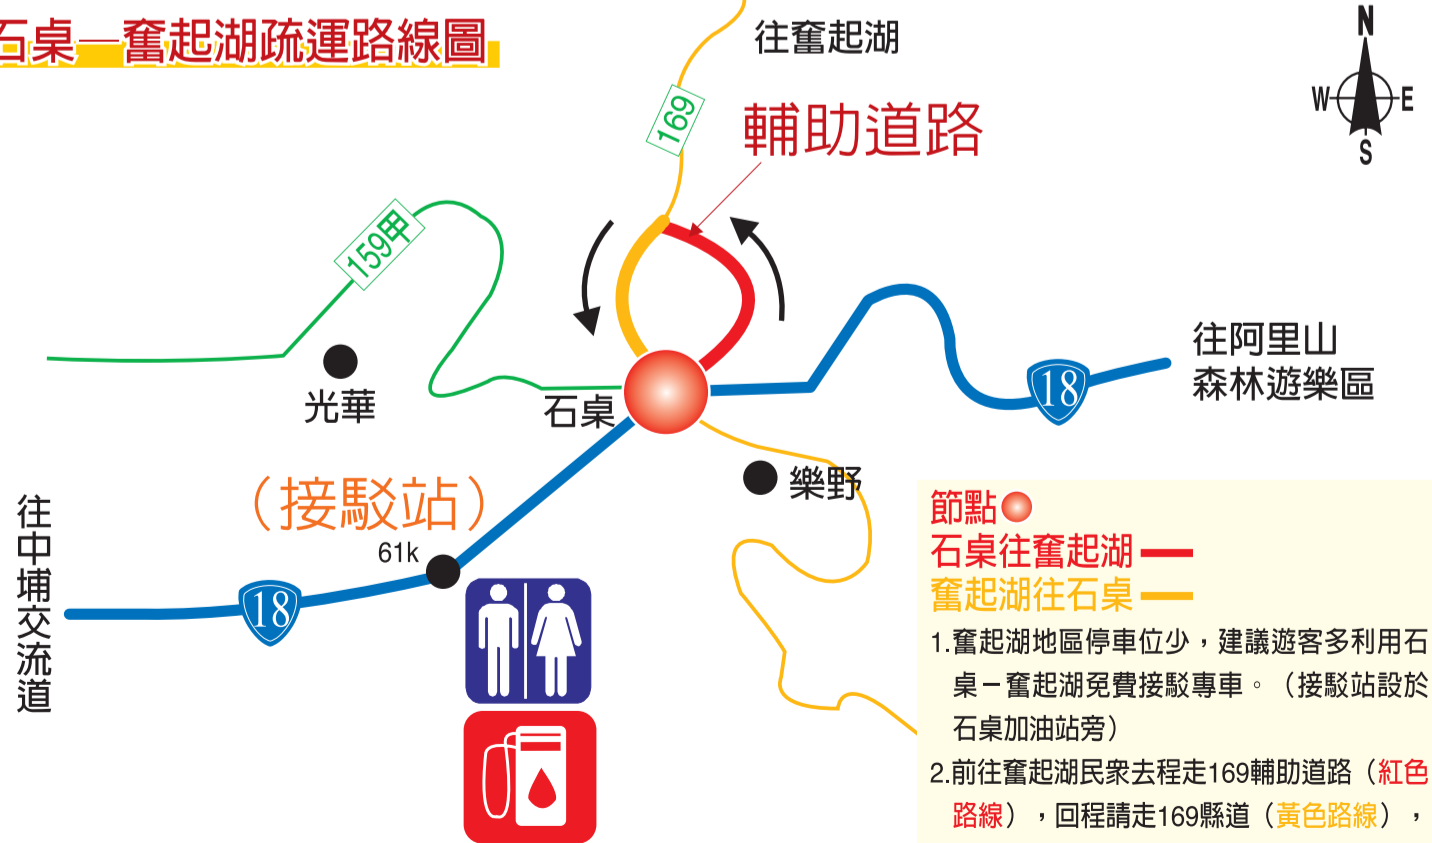 石桌—奮起湖疏運路線圖
往奮起湖
N
W
E
S
169
輔助道路
159甲
光華
石桌
往阿里山
森林遊樂區
18
（接駁站）
61k
樂野
往中埔交流道
18
節點
石桌往奮起湖
奮起湖往石桌
1.奮起湖地區停車位少，建議遊客多利用石
桌－奮起湖免費接駁專車。（接駁站設於
石桌加油站旁）
2.前往奮起湖民眾去程走169輔助道路（紅色
路線），回程請走169縣道（黃色路線），